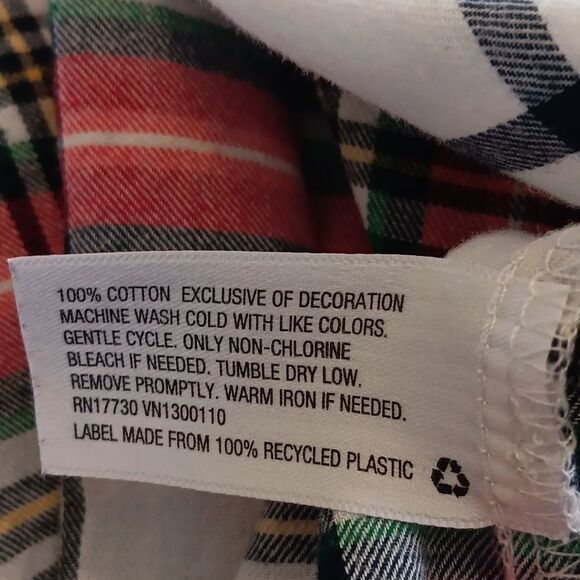 100% COTTON EXCLUSIVE OF DECORATION
MACHINE WASH COLD WITH LIKE COLORS.
GENTLE CYCLE. ONLY NON-CHLORINE
BLEACH IF NEEDED. TUMBLE DRY LOW.
REMOVE PROMPTLY. WARM IRON IF NEEDED.
RN17730 VN1300110
LABEL MADE FROM 100% RECYCLED PLASTIC